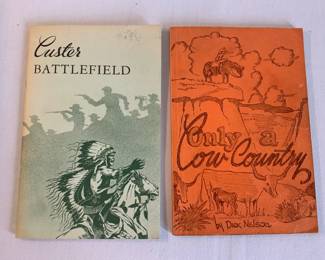 Custer
BATTLEFIELD
Only a
Cow Country
by Dick Nelson